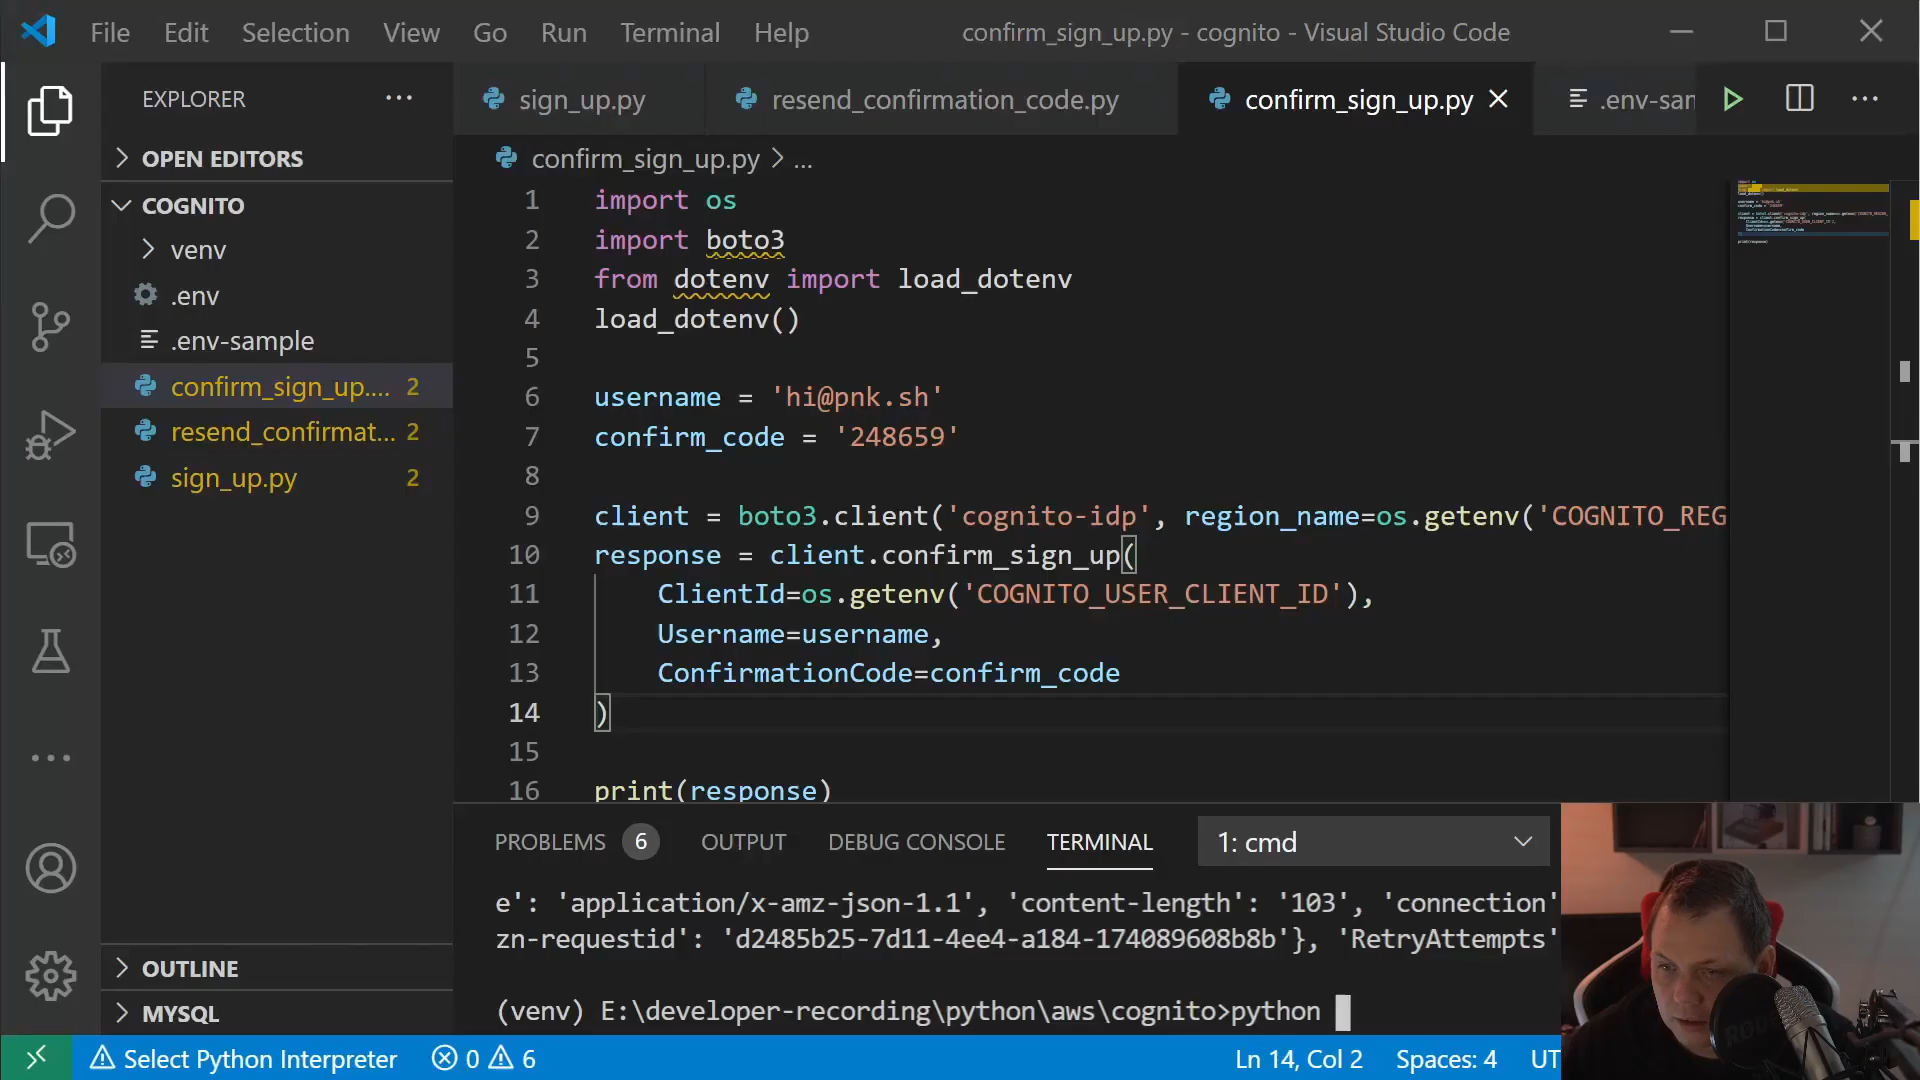 File Edit Selection View Go Run Terminal Help confirm_sign_up.py - cognito - Visual Studio Code
EXPLORER
sign_up.py resend_confirmation_code.py confirm_sign_up.py .env-san
OPEN EDITORS
confirm_sign_up.py > ...
COGNITO
venv
.env
.env-sample
confirm_sign_up.... 2
resend_confirmat... 2
sign_up.py 2
1 import os
2 import boto3
3 from dotenv import load_dotenv
4 load_dotenv()
5
6 username = 'hi@pnk.sh'
7 confirm_code = '248659'
8
9 client = boto3.client('cognito-idp', region_name=os.getenv('COGNITO_REG
10 response = client.confirm_sign_up(
11 ClientId=os.getenv('COGNITO_USER_CLIENT_ID'),
12 Username=username,
13 ConfirmationCode=confirm_code
14 )
15
16 print(response)
PROBLEMS 6 OUTPUT DEBUG CONSOLE TERMINAL 1: cmd
e': 'application/x-amz-json-1.1', 'content-length': '103', 'connection'
zn-requestid': 'd2485b25-7d11-4ee4-a184-174089608b8b'}, 'RetryAttempts'
(venv) E:\developer-recording\python\aws\cognito>python
OUTLINE
MYSQL
Select Python Interpreter 0 6 Ln 14, Col 2 Spaces: 4 UT